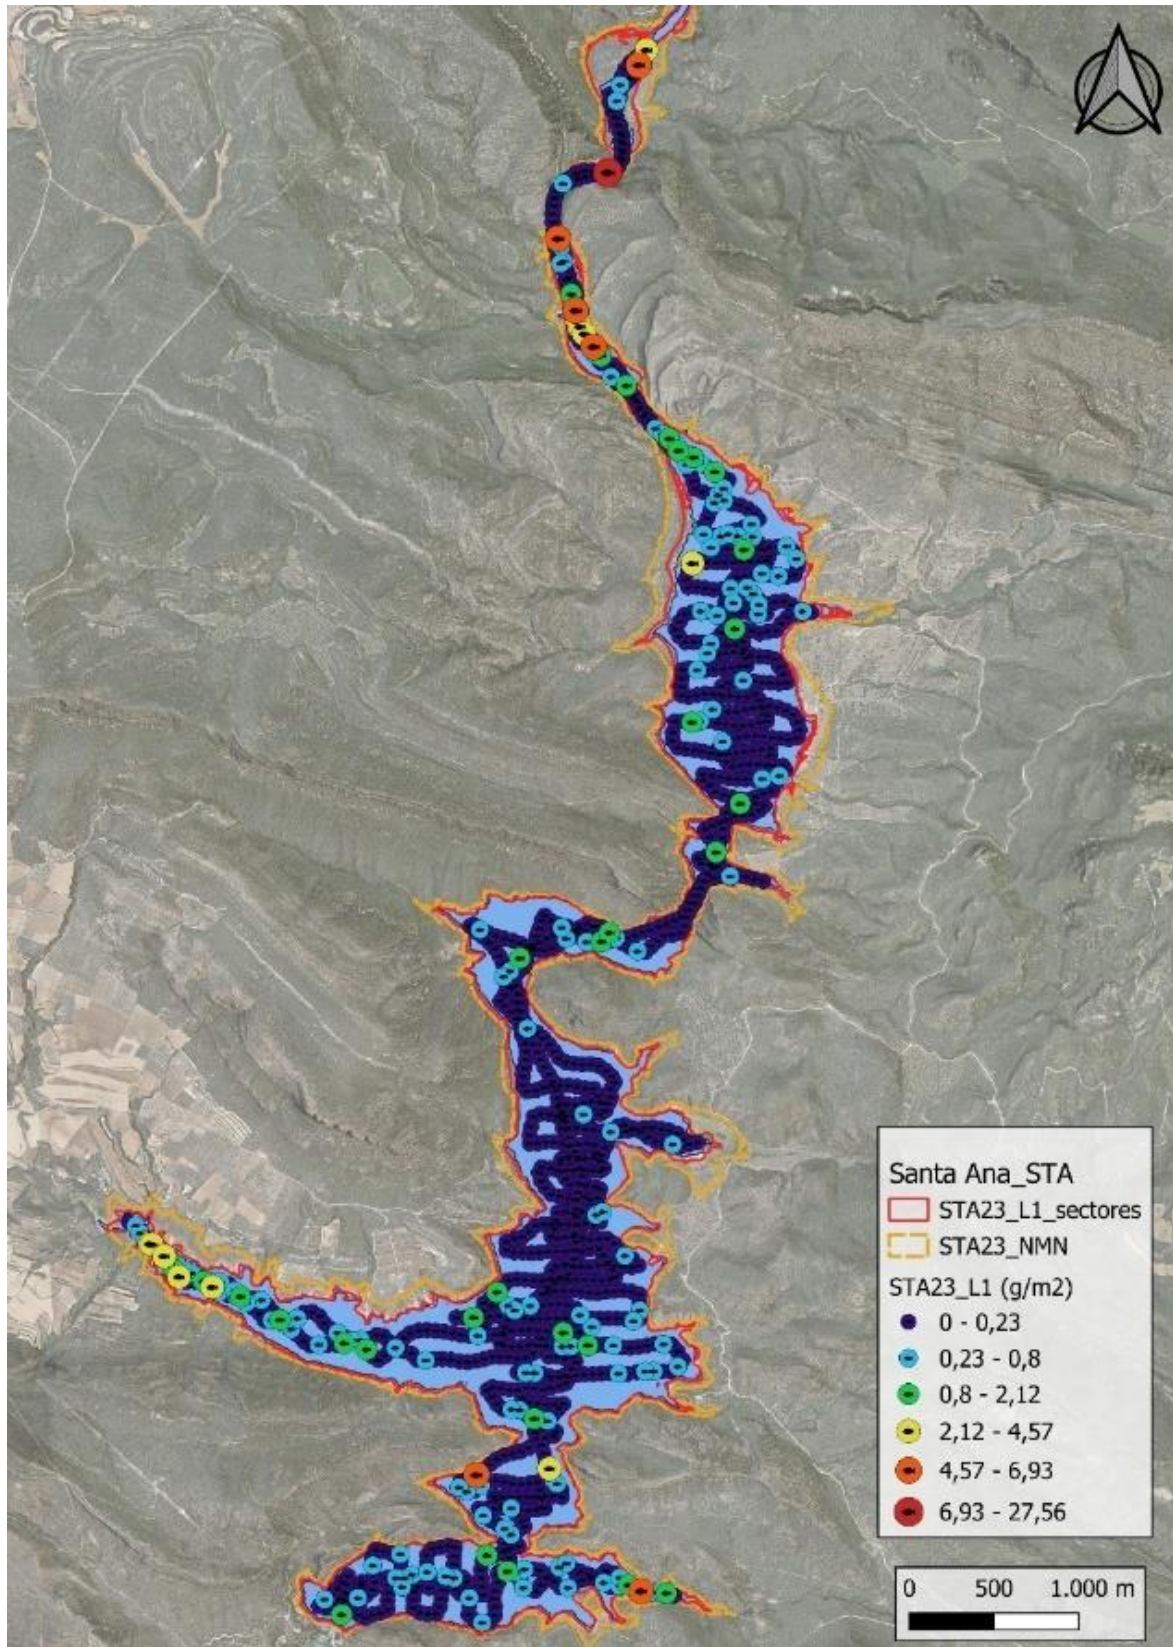 Santa Ana_STA
STA23_L1_sectores
STA23_NMN
STA23_L1 (g/m2)
0 - 0,23
0,23 - 0,8
0,8 - 2,12
2,12 - 4,57
4,57 - 6,93
6,93 - 27,56
0 500 1.000 m